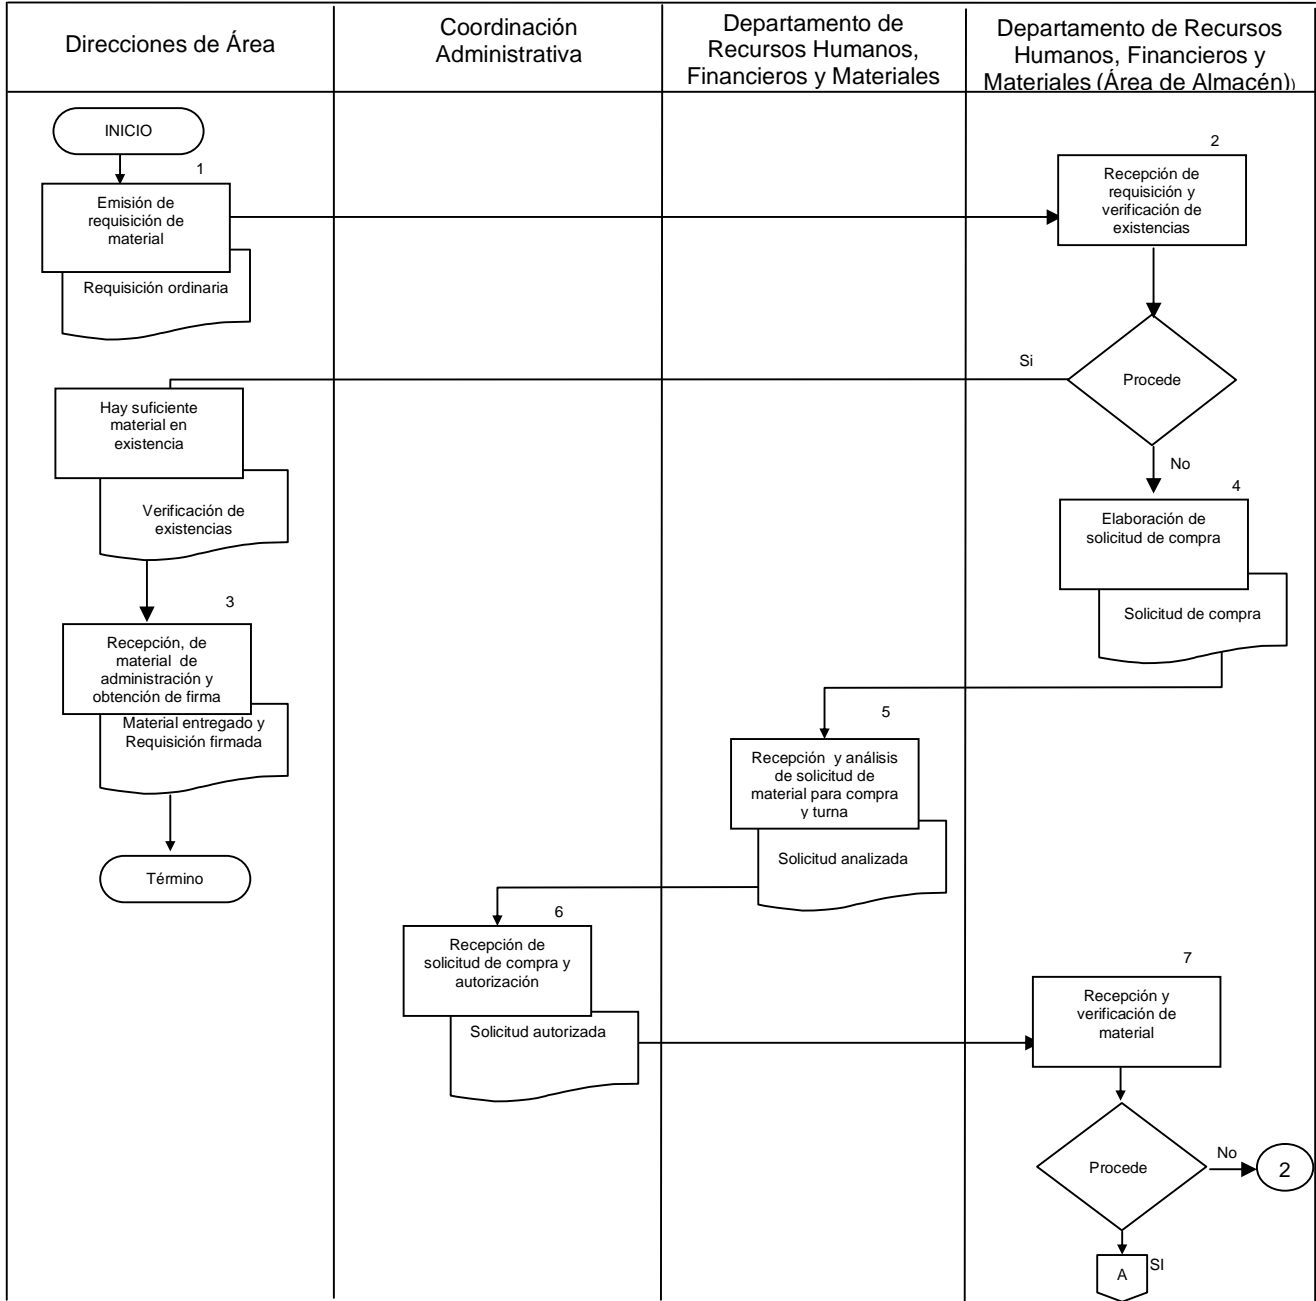 Direcciones de Área
Coordinación
Administrativa
Departamento de
Recursos Humanos,
Financieros y Materiales
Departamento de Recursos
Humanos, Financieros y
Materiales (Área de Almacén))
INICIO
1
Emisión de
requisición de
material
Requisición ordinaria
2
Recepción de
requisición y
verificación de
existencias
Procede
Si
No
Hay suficiente
material en
existencia
Verificación de
existencias
3
Recepción, de
material de
administración y
obtención de firma
Material entregado y
Requisición firmada
Término
4
Elaboración de
solicitud de compra
Solicitud de compra
5
Recepción y análisis
de solicitud de
material para compra
y turna
Solicitud analizada
6
Recepción de
solicitud de compra y
autorización
Solicitud autorizada
7
Recepción y
verificación de
material
Procede
No
2
SI
A